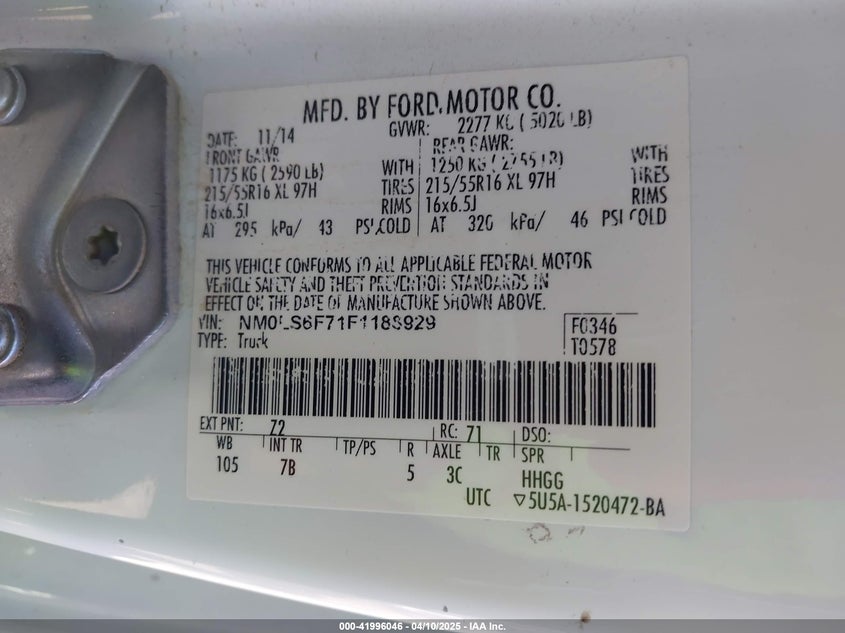 MFD. BY FORD MOTOR CO.
DATE: 11/14 GVWR: 2277 KG ( 5020 LB)
FRONT GAWR REAR GAWR:
1175 KG ( 2590 LB) WITH 1250 KG ( 2755 LB) WITH
215/55R16 XL 97H TIRES 215/55R16 XL 97H TIRES
16x6.5J RIMS 16x6.5J RIMS
AT 295 kPa/ 43 PSI COLD AT 320 kPa/ 46 PSI COLD
THIS VEHICLE CONFORMS TO ALL APPLICABLE FEDERAL MOTOR
VEHICLE SAFETY AND THEFT PREVENTION STANDARDS IN
EFFECT ON THE DATE OF MANUFACTURE SHOWN ABOVE.
VIN: F0346
TYPE: Truck T0578
EXT PNT: Z2 RC: 71 DSO:
WB INT TR TP/PS R AXLE TR SPR
105 7B 5 3C HHGG
UTC ▽5U5A-1520472-BA
000-41996046 - 04/10/2025 - IAA Inc.